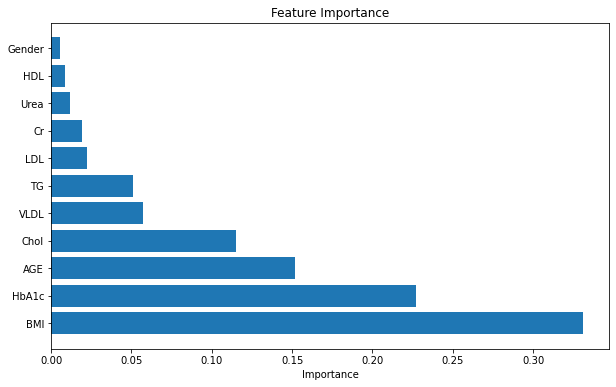 Feature Importance
Gender
HDL
Urea
Cr
LDL
TG
VLDL
Chol
AGE
HbA1c
BMI
0.00 0.05 0.10 0.15 0.20 0.25 0.30
Importance